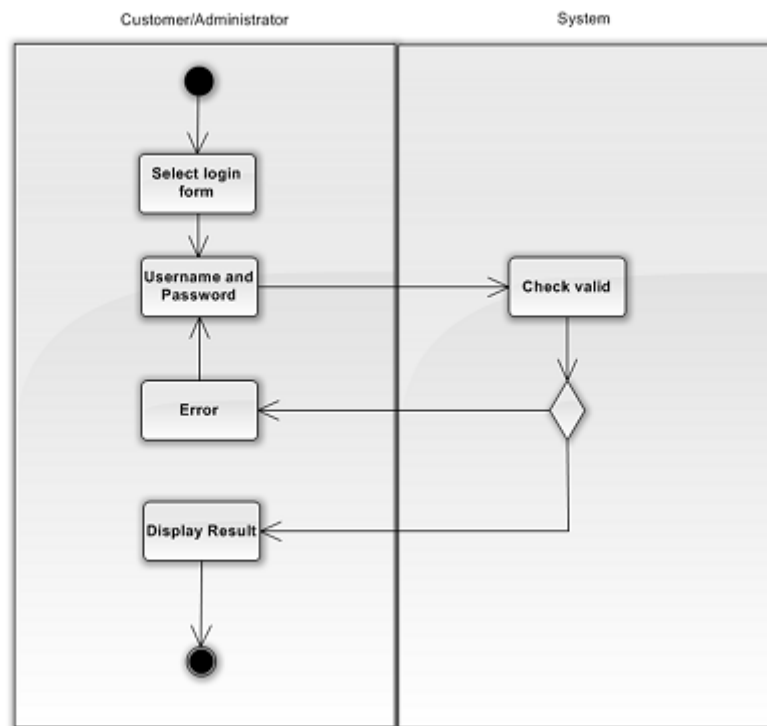 Customer/Administrator
System
Select login
form
Username and
Password
Check valid
Error
Display Result